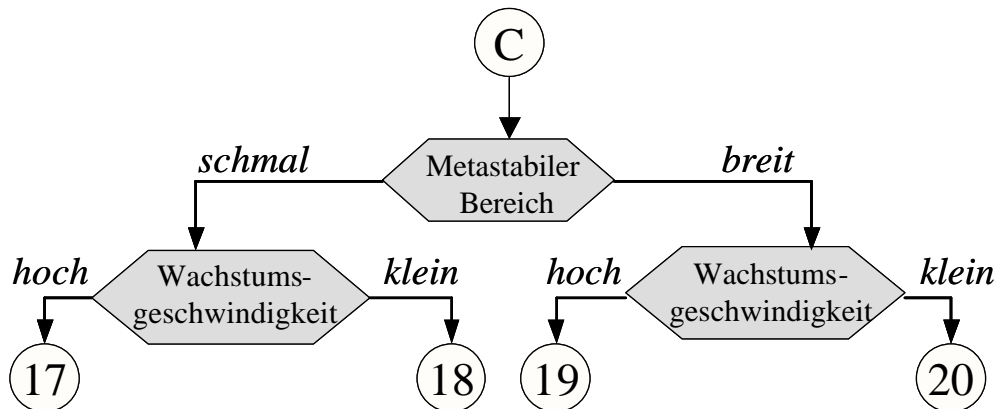 C
schmal
Metastabiler
Bereich
breit
hoch
Wachstums-
geschwindigkeit
klein
hoch
Wachstums-
geschwindigkeit
klein
17
18
19
20